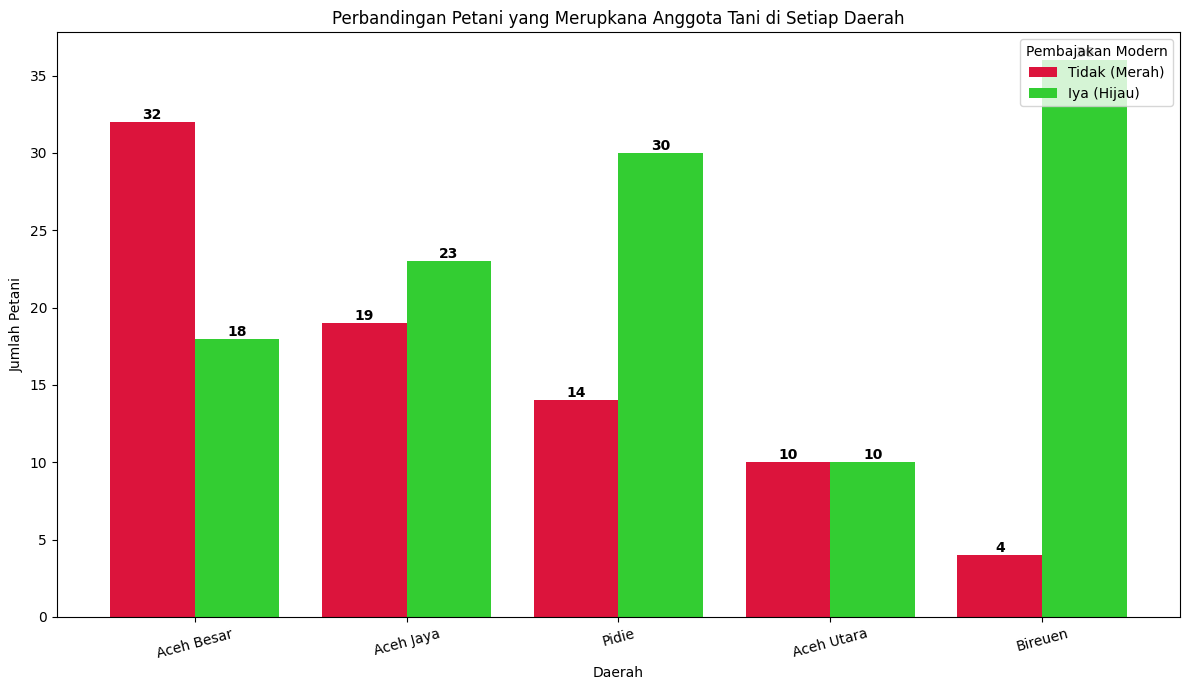 Perbandingan Petani yang Merupkana Anggota Tani di Setiap Daerah
Pembajakan Modern
Tidak (Merah)
Iya (Hijau)
Jumlah Petani
35
30
25
20
15
10
5
0
32
18
19
23
14
30
10
10
4
Aceh Besar
Aceh Jaya
Pidie
Aceh Utara
Bireuen
Daerah